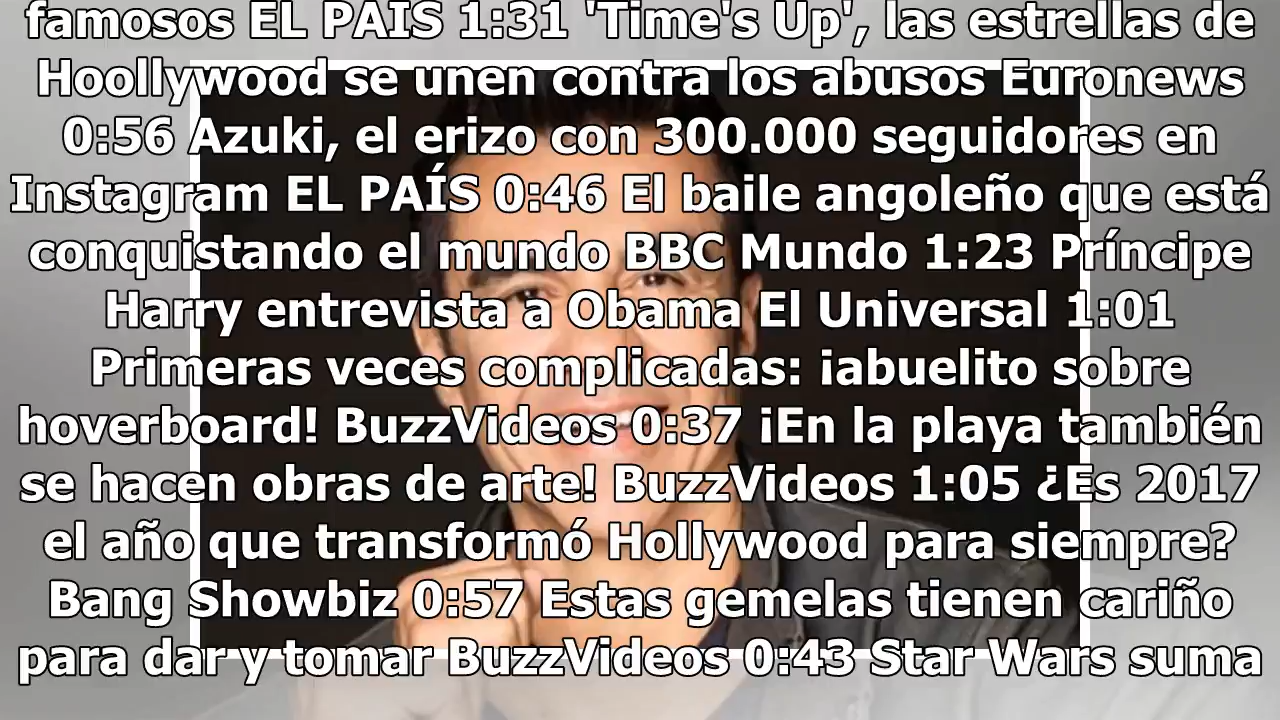 famosos EL PAÍS 1:31 'Time's Up', las estrellas de
Hoollywood se unen contra los abusos Euronews
0:56 Azuki, el erizo con 300.000 seguidores en
Instagram EL PAÍS 0:46 El baile angoleño que está
conquistando el mundo BBC Mundo 1:23 Príncipe
Harry entrevista a Obama El Universal 1:01
Primeras veces complicadas: ¡abuelito sobre
hoverboard! BuzzVideos 0:37 ¡En la playa también
se hacen obras de arte! BuzzVideos 1:05 ¿Es 2017
el año que transformó Hollywood para siempre?
Bang Showbiz 0:57 Estas gemelas tienen cariño
para dar y tomar BuzzVideos 0:43 Star Wars suma